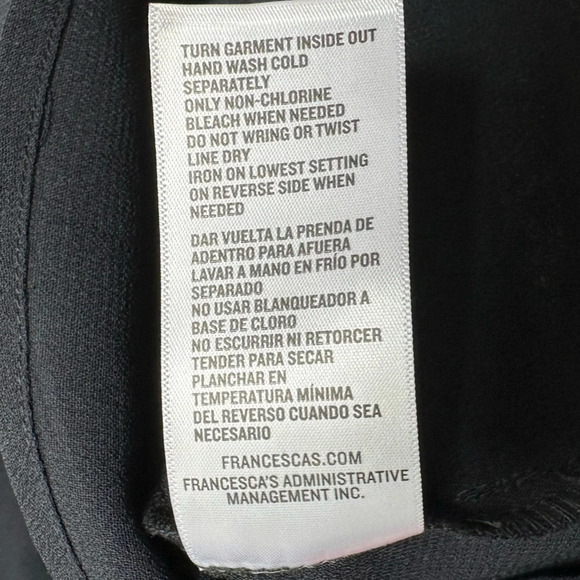 TURN GARMENT INSIDE OUT
HAND WASH COLD
SEPARATELY
ONLY NON-CHLORINE
BLEACH WHEN NEEDED
DO NOT WRING OR TWIST
LINE DRY
IRON ON LOWEST SETTING
ON REVERSE SIDE WHEN
NEEDED
DAR VUELTA LA PRENDA DE
ADENTRO PARA AFUERA
LAVAR A MANO EN FRÍO POR
SEPARADO
NO USAR BLANQUEADOR A
BASE DE CLORO
NO ESCURRIR NI RETORCER
TENDER PARA SECAR
PLANCHAR EN
TEMPERATURA MÍNIMA
DEL REVERSO CUANDO SEA
NECESARIO
FRANCESCAS.COM
FRANCESCA'S ADMINISTRATIVE
MANAGEMENT INC.